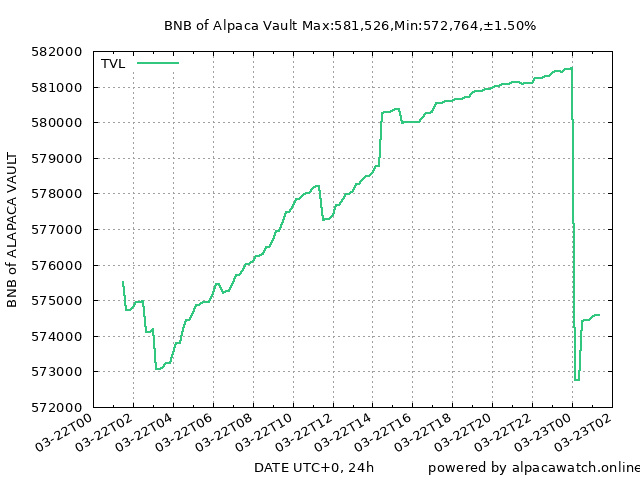 BNB of Alpaca Vault Max:581,526,Min:572,764,±1.50%
TVL
582000
581000
580000
579000
578000
577000
576000
575000
574000
573000
572000
BNB of ALAPACA VAULT
03-22T00
03-22T02
03-22T04
03-22T06
03-22T08
03-22T10
03-22T12
03-22T14
03-22T16
03-22T18
03-22T20
03-22T22
03-23T00
03-23T02
DATE UTC+0, 24h
powered by alpacawatch.online